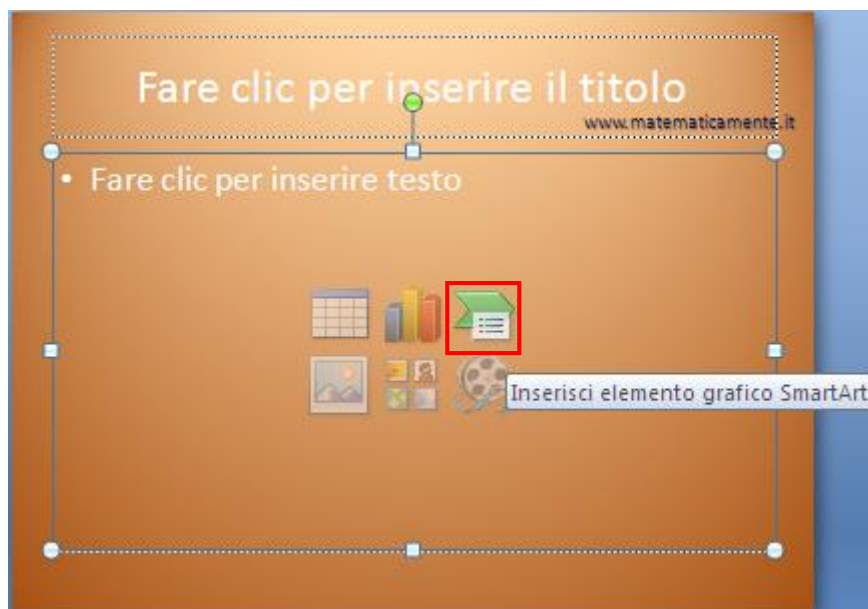 Fare clic per inserire il titolo
www.matematicamente.it
• Fare clic per inserire testo
Inserisci elemento grafico SmartArt